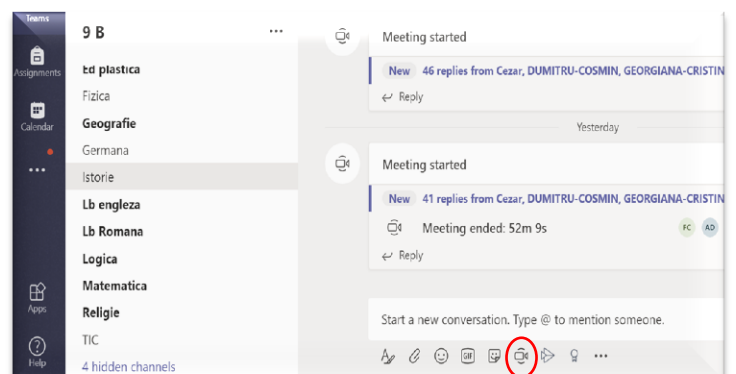 Teams
Assignments
Calendar
Apps
Help
9 B
Ed plastica
Fizica
Geografie
Germana
Istorie
Lb engleza
Lb Romana
Logica
Matematica
Religie
TIC
4 hidden channels
Meeting started
New 46 replies from Cezar, DUMITRU-COSMIN, GEORGIANA-CRISTIN
Reply
Yesterday
Meeting started
New 41 replies from Cezar, DUMITRU-COSMIN, GEORGIANA-CRISTIN
Meeting ended: 52m 9s FC AD
Reply
Start a new conversation. Type @ to mention someone.
GIF